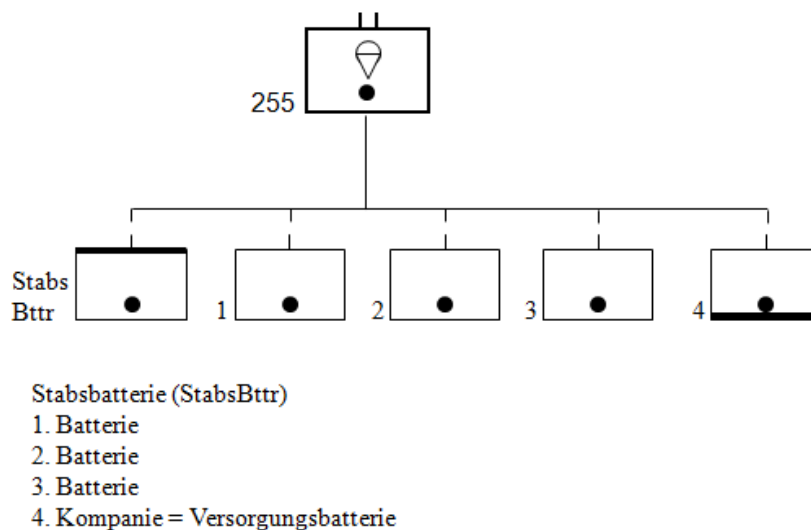 255
Stabs
Bttr
1
2
3
4
Stabsbatterie (StabsBttr)
1. Batterie
2. Batterie
3. Batterie
4. Kompanie = Versorgungsbatterie